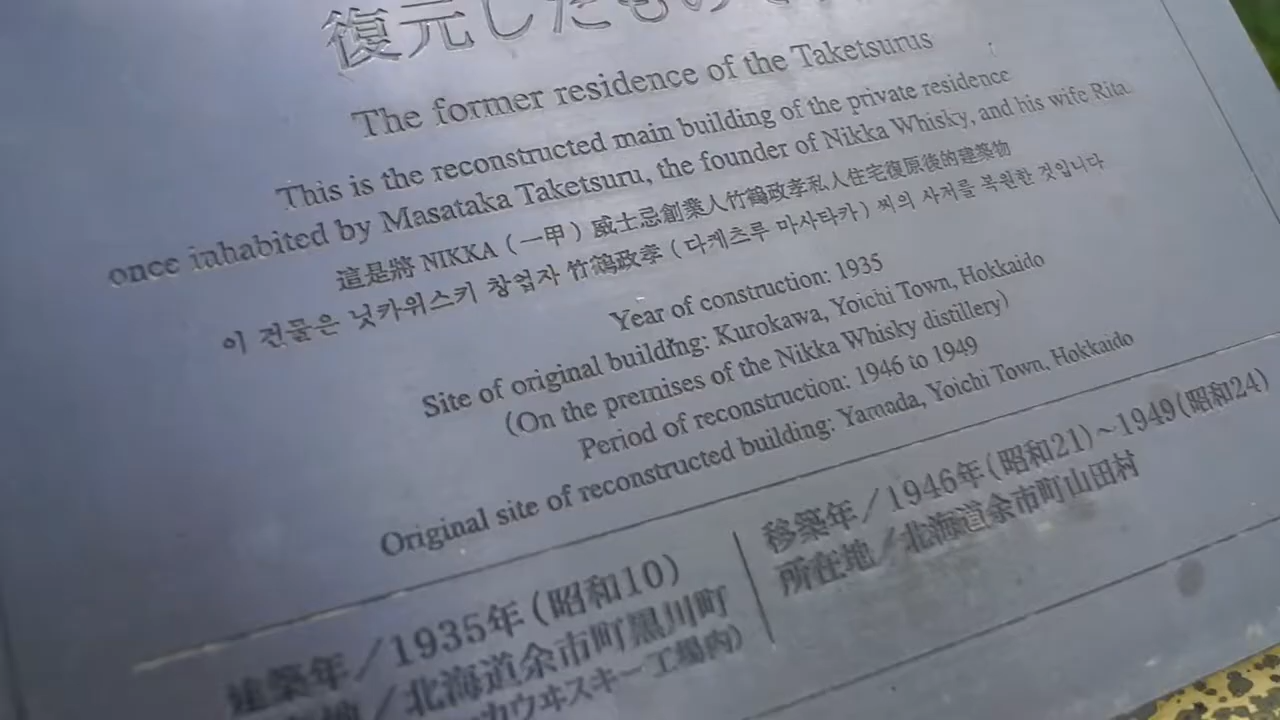 復元したもの
The former residence of the Taketsurus
This is the reconstructed main building of the private residence
once inhabited by Masataka Taketsuru, the founder of Nikka Whisky, and his wife Rita.
這是將 NIKKA（一甲）威士忌創業人竹鶴政孝私人住宅復原後的建築物
이 건물은 닛카위스키 창업자 竹鶴政孝 ( 다케츠루 마사타카 ) 씨의 사저를 복원한 것입니다
Year of construction: 1935
Site of original building: Kurokawa, Yoichi Town, Hokkaido
(On the premises of the Nikka Whisky distillery)
Period of reconstruction: 1946 to 1949
Original site of reconstructed building: Yamada, Yoichi Town, Hokkaido
建築年／1935年(昭和10)
／北海道余市町黒川町
カウヰスキー工場内)
移築年／1946年(昭和21)~1949(昭和24)
所在地／北海道余市町山田村